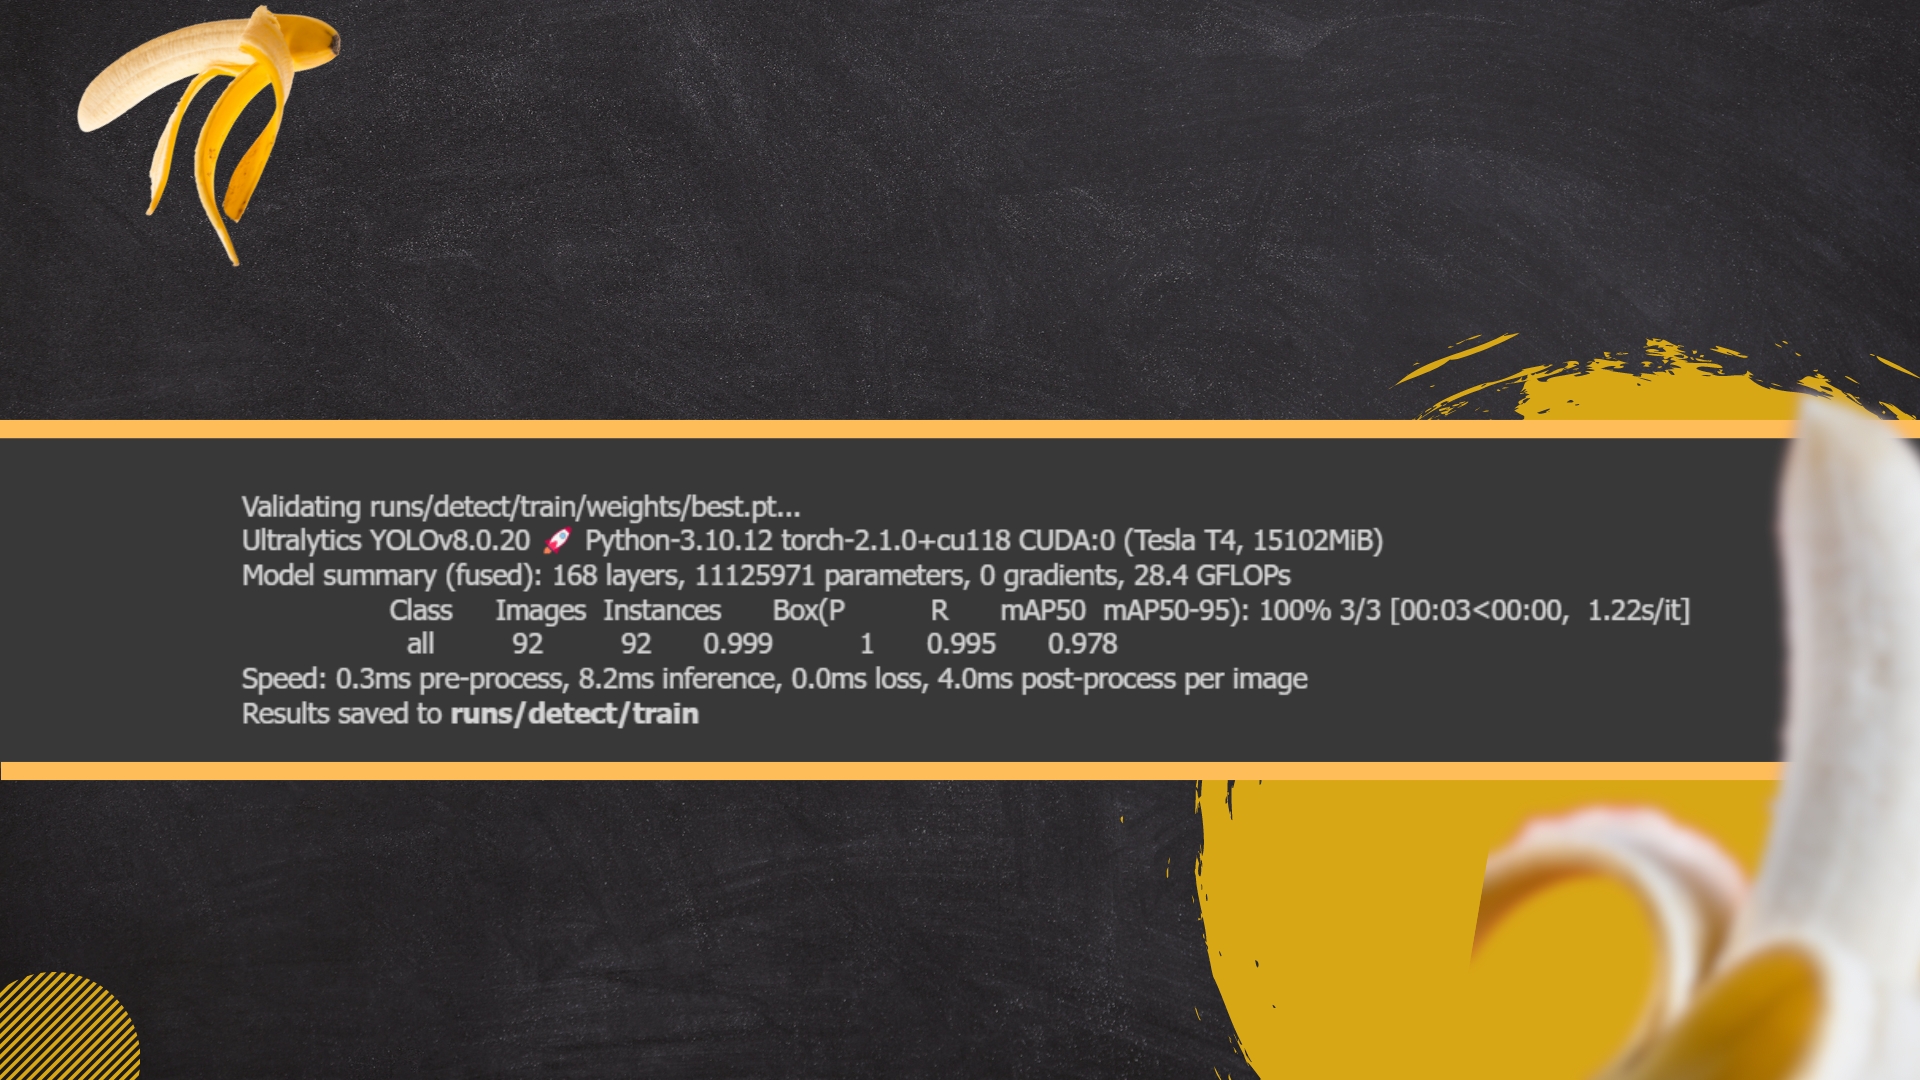 Validating runs/detect/train/weights/best.pt...
Ultralytics YOLOv8.0.20 🚀 Python-3.10.12 torch-2.1.0+cu118 CUDA:0 (Tesla T4, 15102MiB)
Model summary (fused): 168 layers, 11125971 parameters, 0 gradients, 28.4 GFLOPs
Class Images Instances Box(P R mAP50 mAP50-95): 100% 3/3 [00:03<00:00, 1.22s/it]
all 92 92 0.999 1 0.995 0.978
Speed: 0.3ms pre-process, 8.2ms inference, 0.0ms loss, 4.0ms post-process per image
Results saved to runs/detect/train